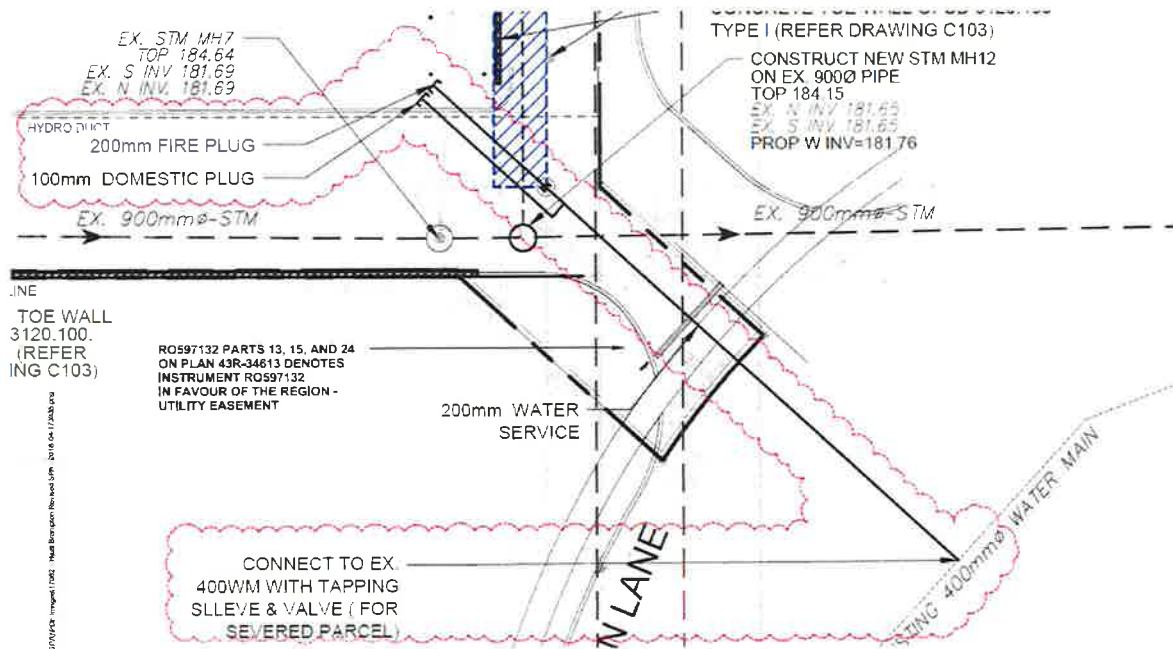 EX. STM MH7
TOP 184.64
EX. S INV 181.69
EX. N INV. 181.69
HYDRO DUCT
200mm FIRE PLUG
100mm DOMESTIC PLUG
EX. 900mmø-STM
TYPE I (REFER DRAWING C103)
CONSTRUCT NEW STM MH12
ON EX. 900Ø PIPE
TOP 184.15
EX. N INV 181.65
EX. S INV 181.65
PROP W INV=181.76
EX. 900mmø-STM
INE
TOE WALL
3120.100.
(REFER
ING C103)
RO597132 PARTS 13, 15, AND 24
ON PLAN 43R-34613 DENOTES
INSTRUMENT RO597132
IN FAVOUR OF THE REGION -
UTILITY EASEMENT
200mm WATER
SERVICE
CONNECT TO EX.
400WM WITH TAPPING
SLLEVE & VALVE ( FOR
SEVERED PARCEL)
N LANE
STING 400mmø WATER MAIN